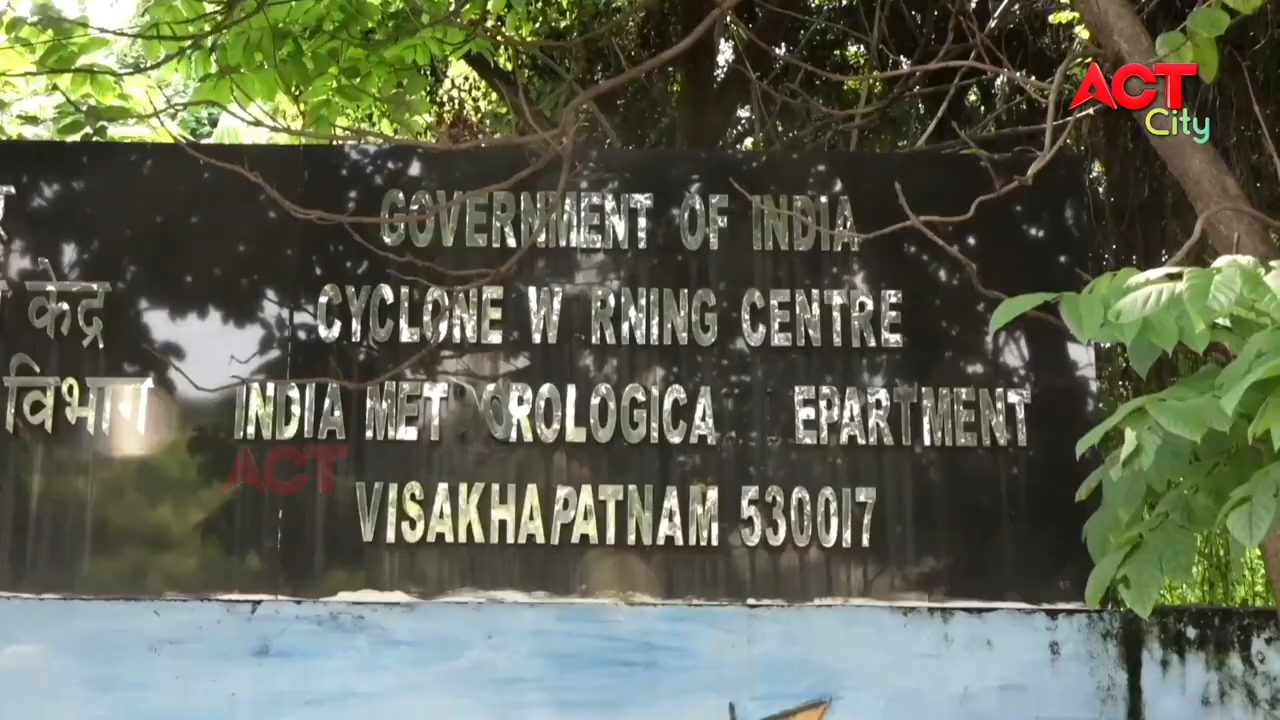 ACT
City
GOVERNMENT OF INDIA
केंद्र
CYCLONE W RNING CENTRE
विभाग
INDIA MET OROLOGICA EPARTMENT
ACT
VISAKHAPATNAM 530017